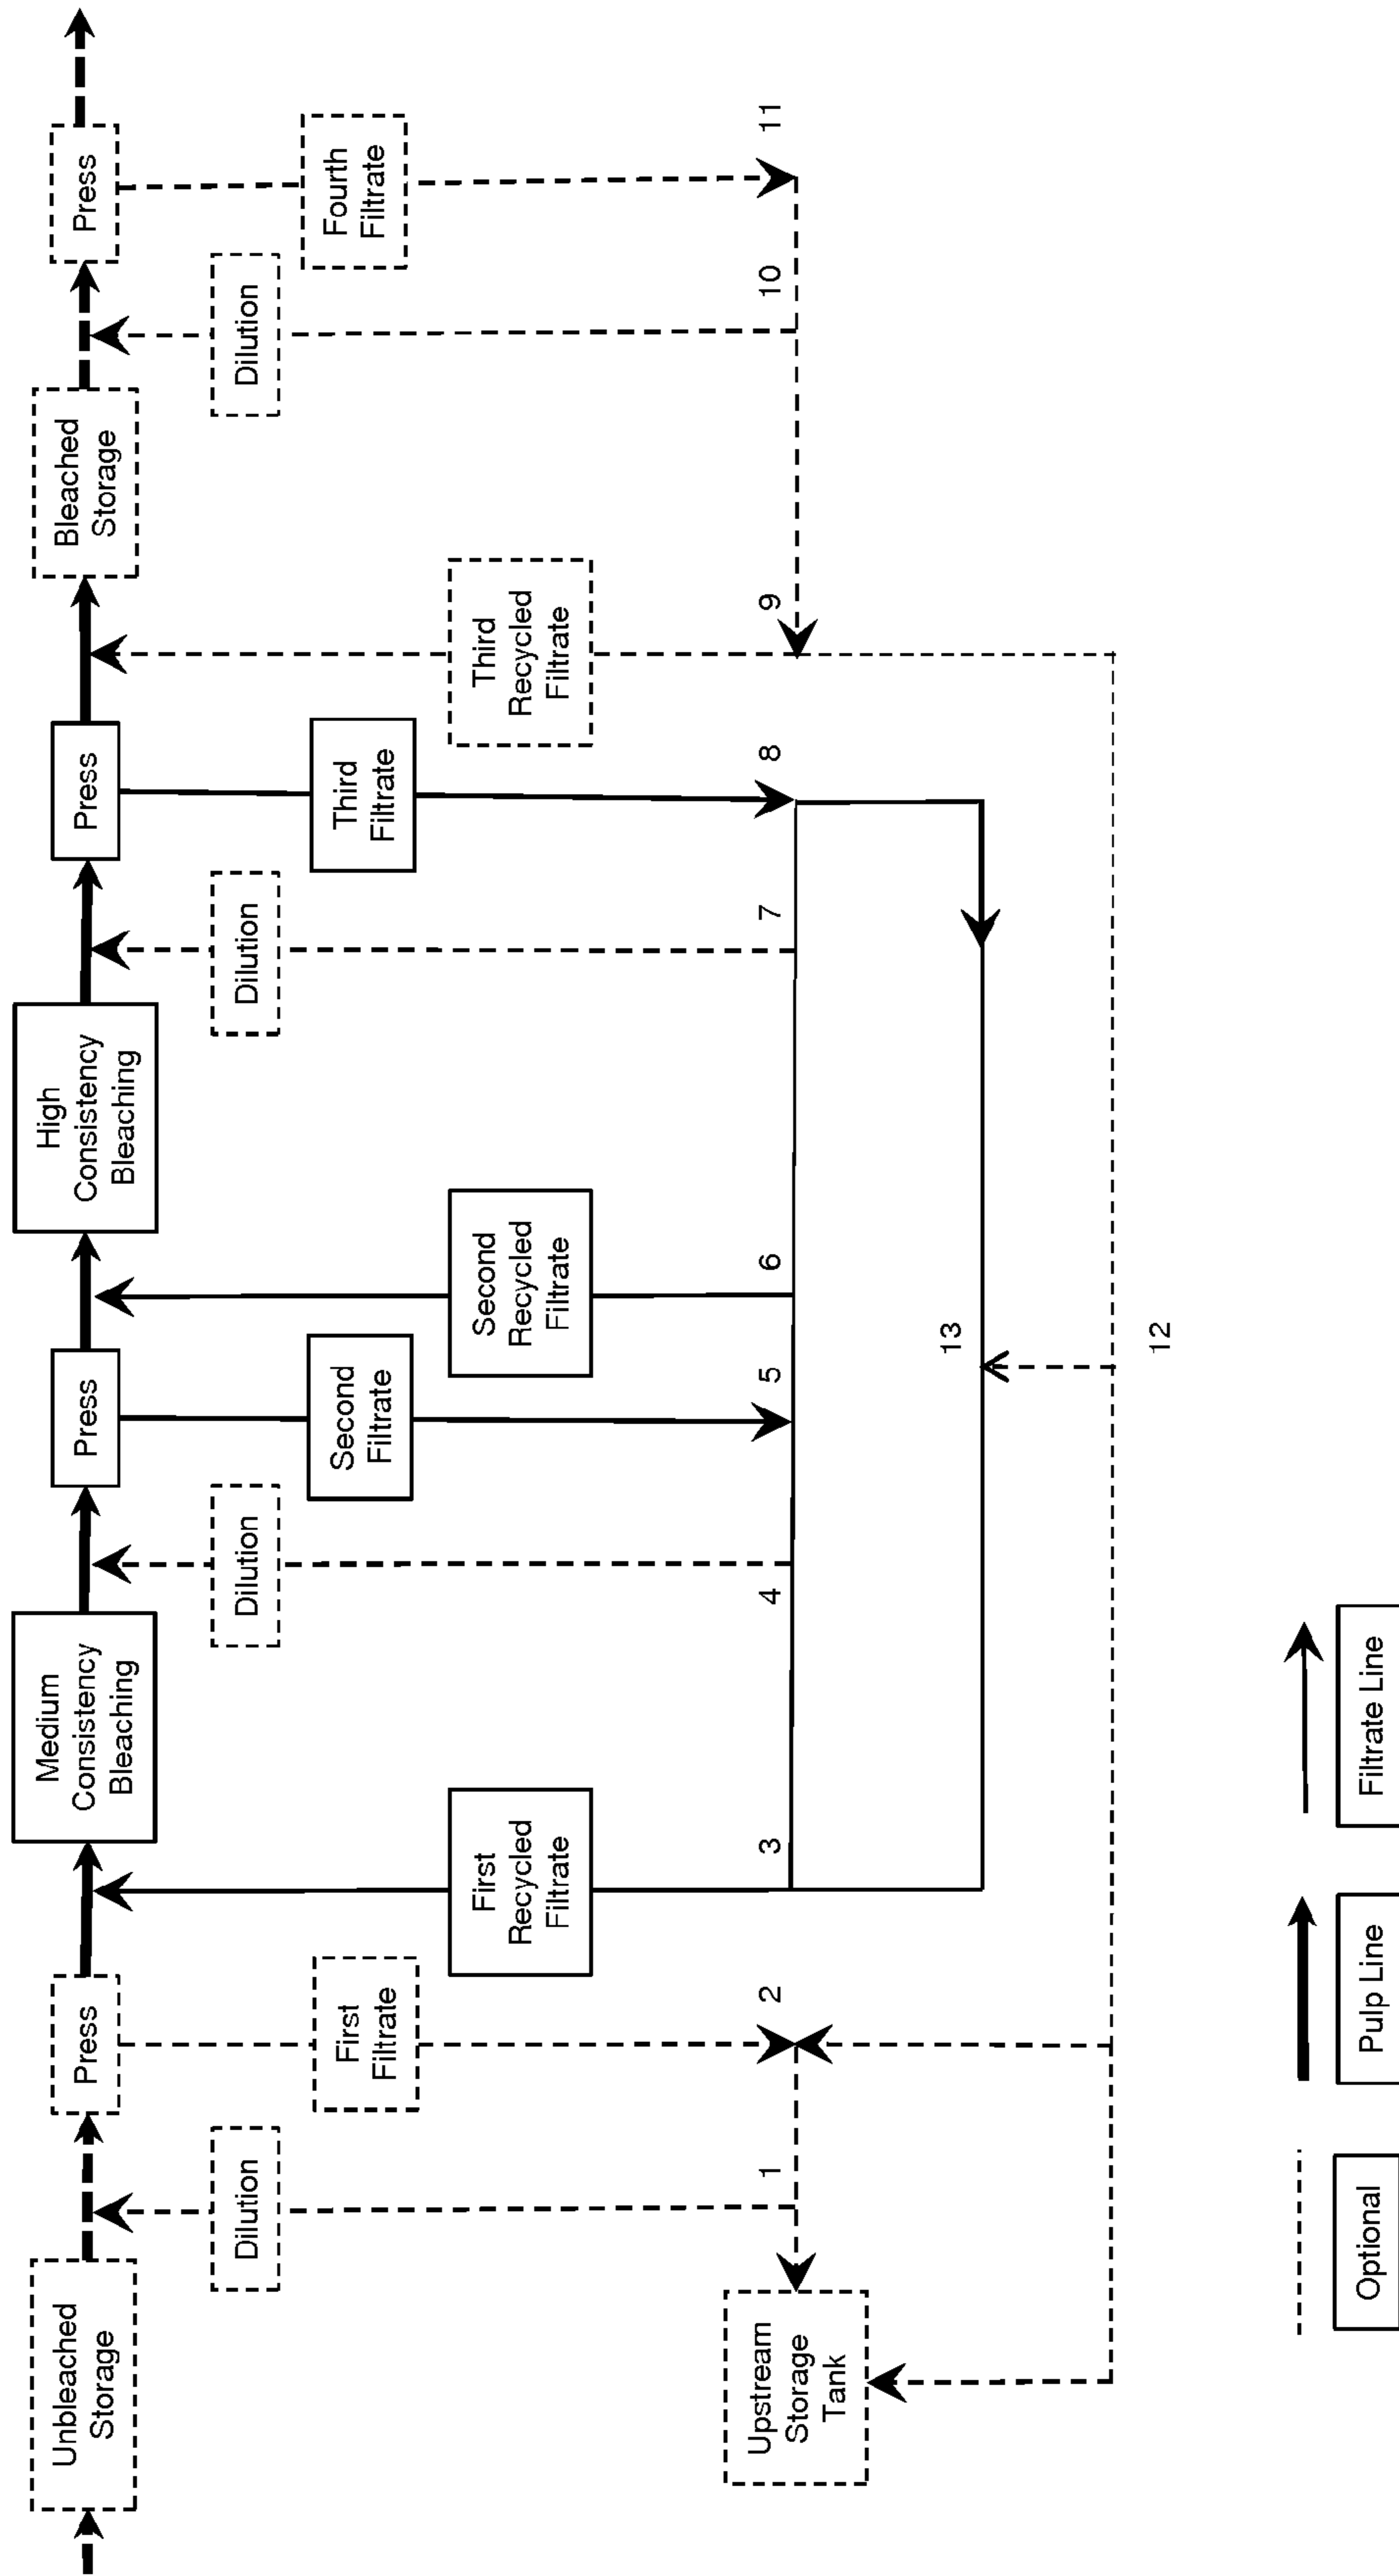 Unbleached
Storage
Press
Medium
Consistency
Bleaching
Press
High
Consistency
Bleaching
Press
Bleached
Storage
Press
Dilution
Dilution
Dilution
Dilution
First
Filtrate
Second
Filtrate
Third
Filtrate
Fourth
Filtrate
First
Recycled
Filtrate
Second
Recycled
Filtrate
Third
Recycled
Filtrate
1
2
3
4
5
6
7
8
9
10
11
Upstream
Storage
Tank
13
12
Optional
Pulp Line
Filtrate Line